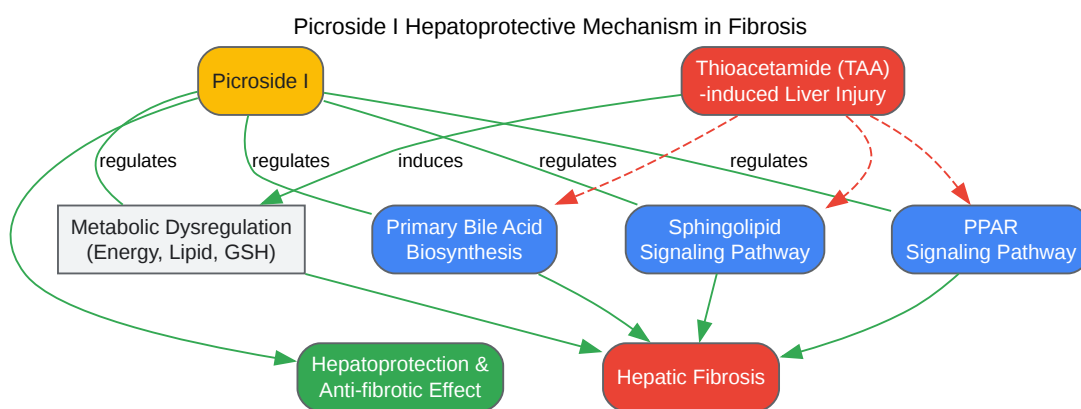 Picroside I Hepatoprotective Mechanism in Fibrosis
Picroside I
Thioacetamide (TAA)
-induced Liver Injury
regulates
regulates
induces
regulates
regulates
Metabolic Dysregulation
(Energy, Lipid, GSH)
Primary Bile Acid
Biosynthesis
Sphingolipid
Signaling Pathway
PPAR
Signaling Pathway
Hepatoprotection &
Anti-fibrotic Effect
Hepatic Fibrosis